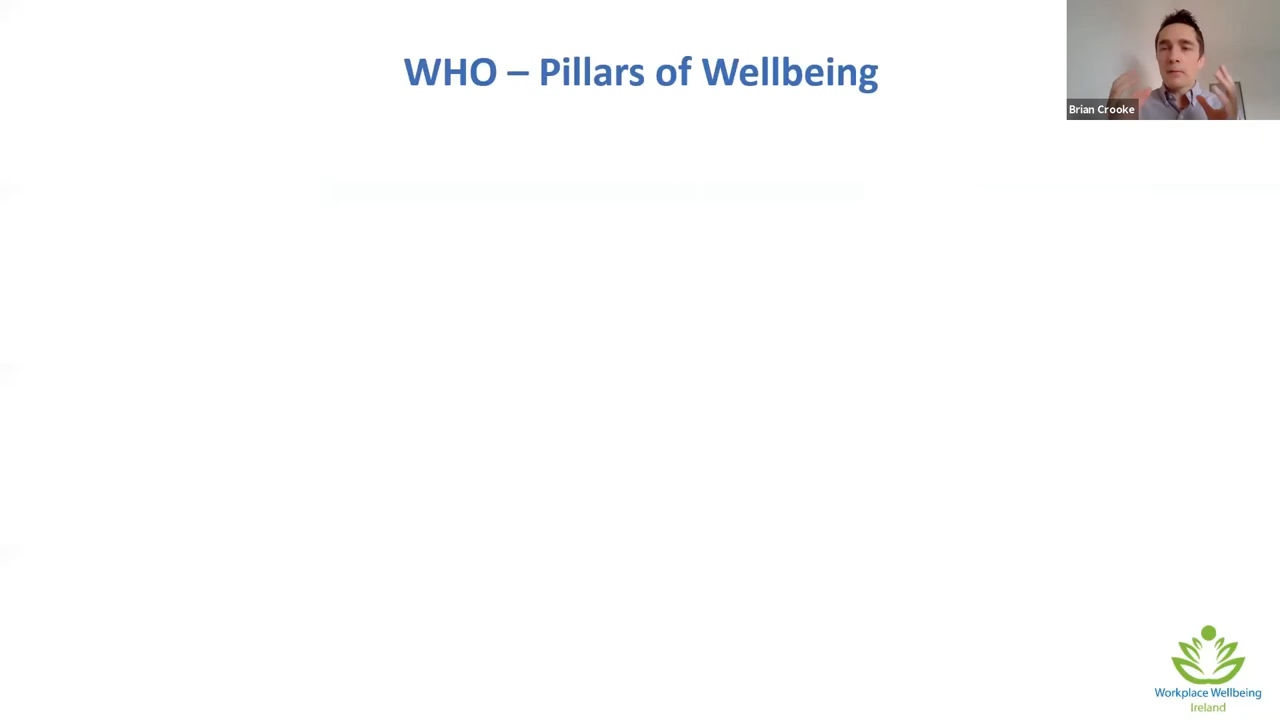 WHO – Pillars of Wellbeing
Brian Crooke
Workplace Wellbeing
Ireland